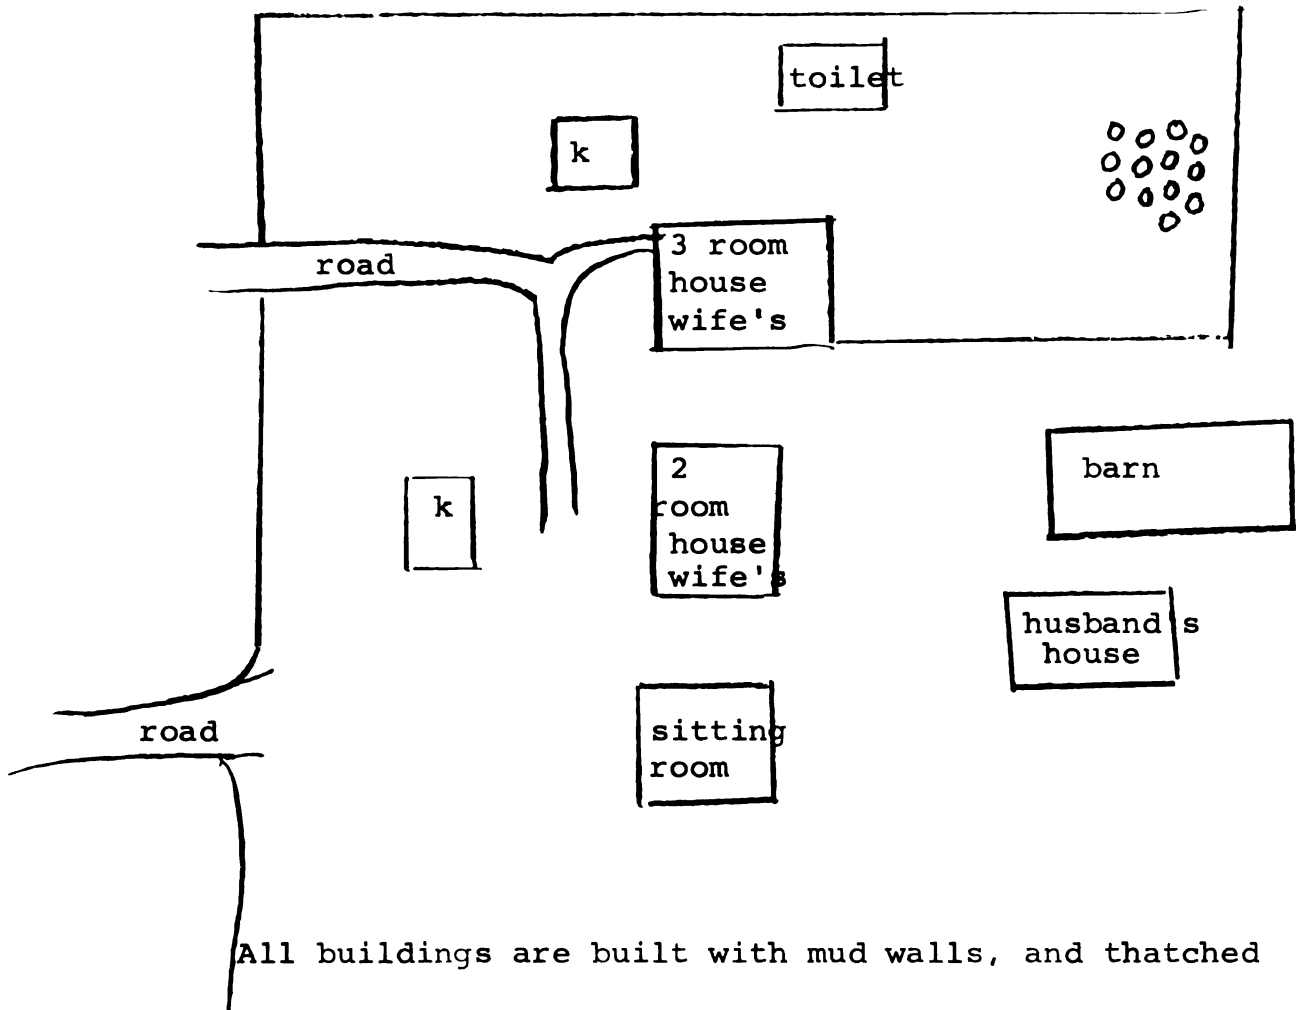 toilet
k
road
3 room
house
wife's
k
2
room
house
wife's
barn
husband's
house
road
sitting
room
All buildings are built with mud walls, and thatched